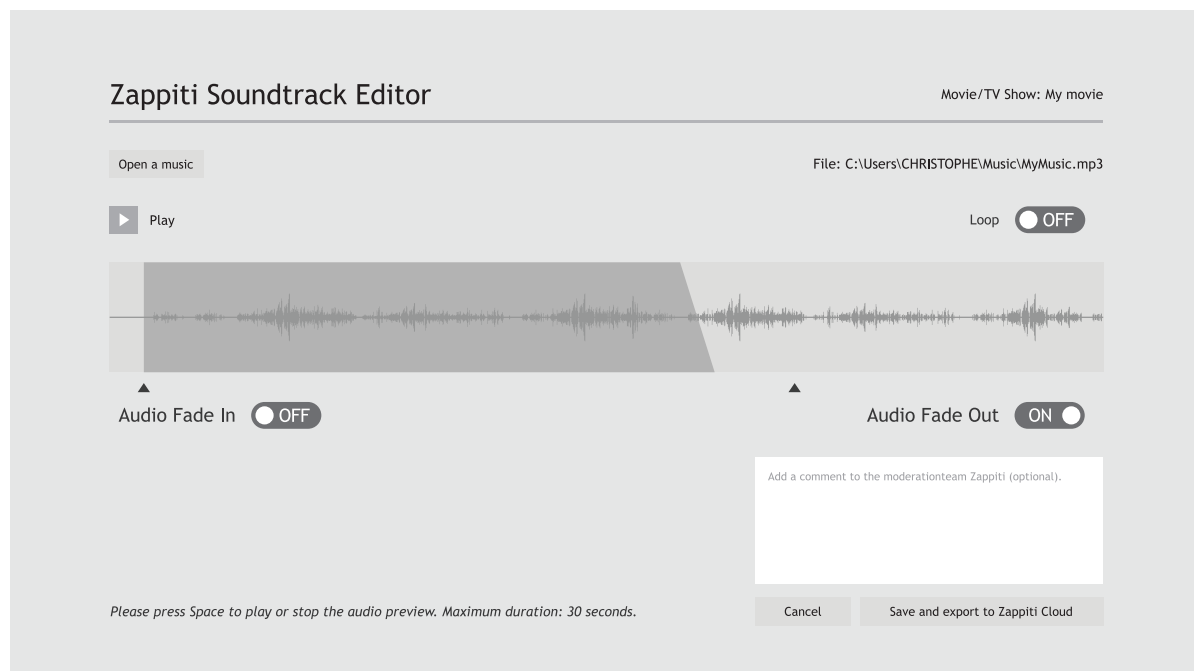 Zappiti Soundtrack Editor
Movie/TV Show: My movie
Open a music
File: C:\Users\CHRISTOPHE\Music\MyMusic.mp3
Play
Loop
OFF
Audio Fade In
OFF
Audio Fade Out
ON
Add a comment to the moderationteam Zappiti (optional).
Please press Space to play or stop the audio preview. Maximum duration: 30 seconds.
Cancel
Save and export to Zappiti Cloud